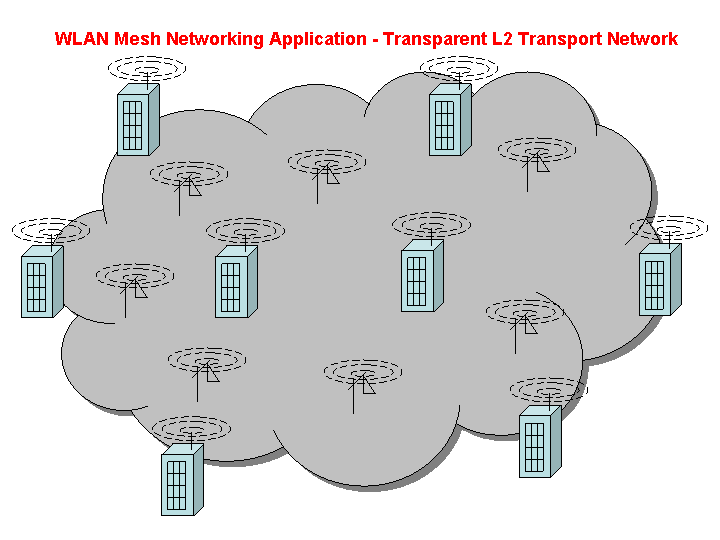 WLAN Mesh Networking Application - Transparent L2 Transport Network